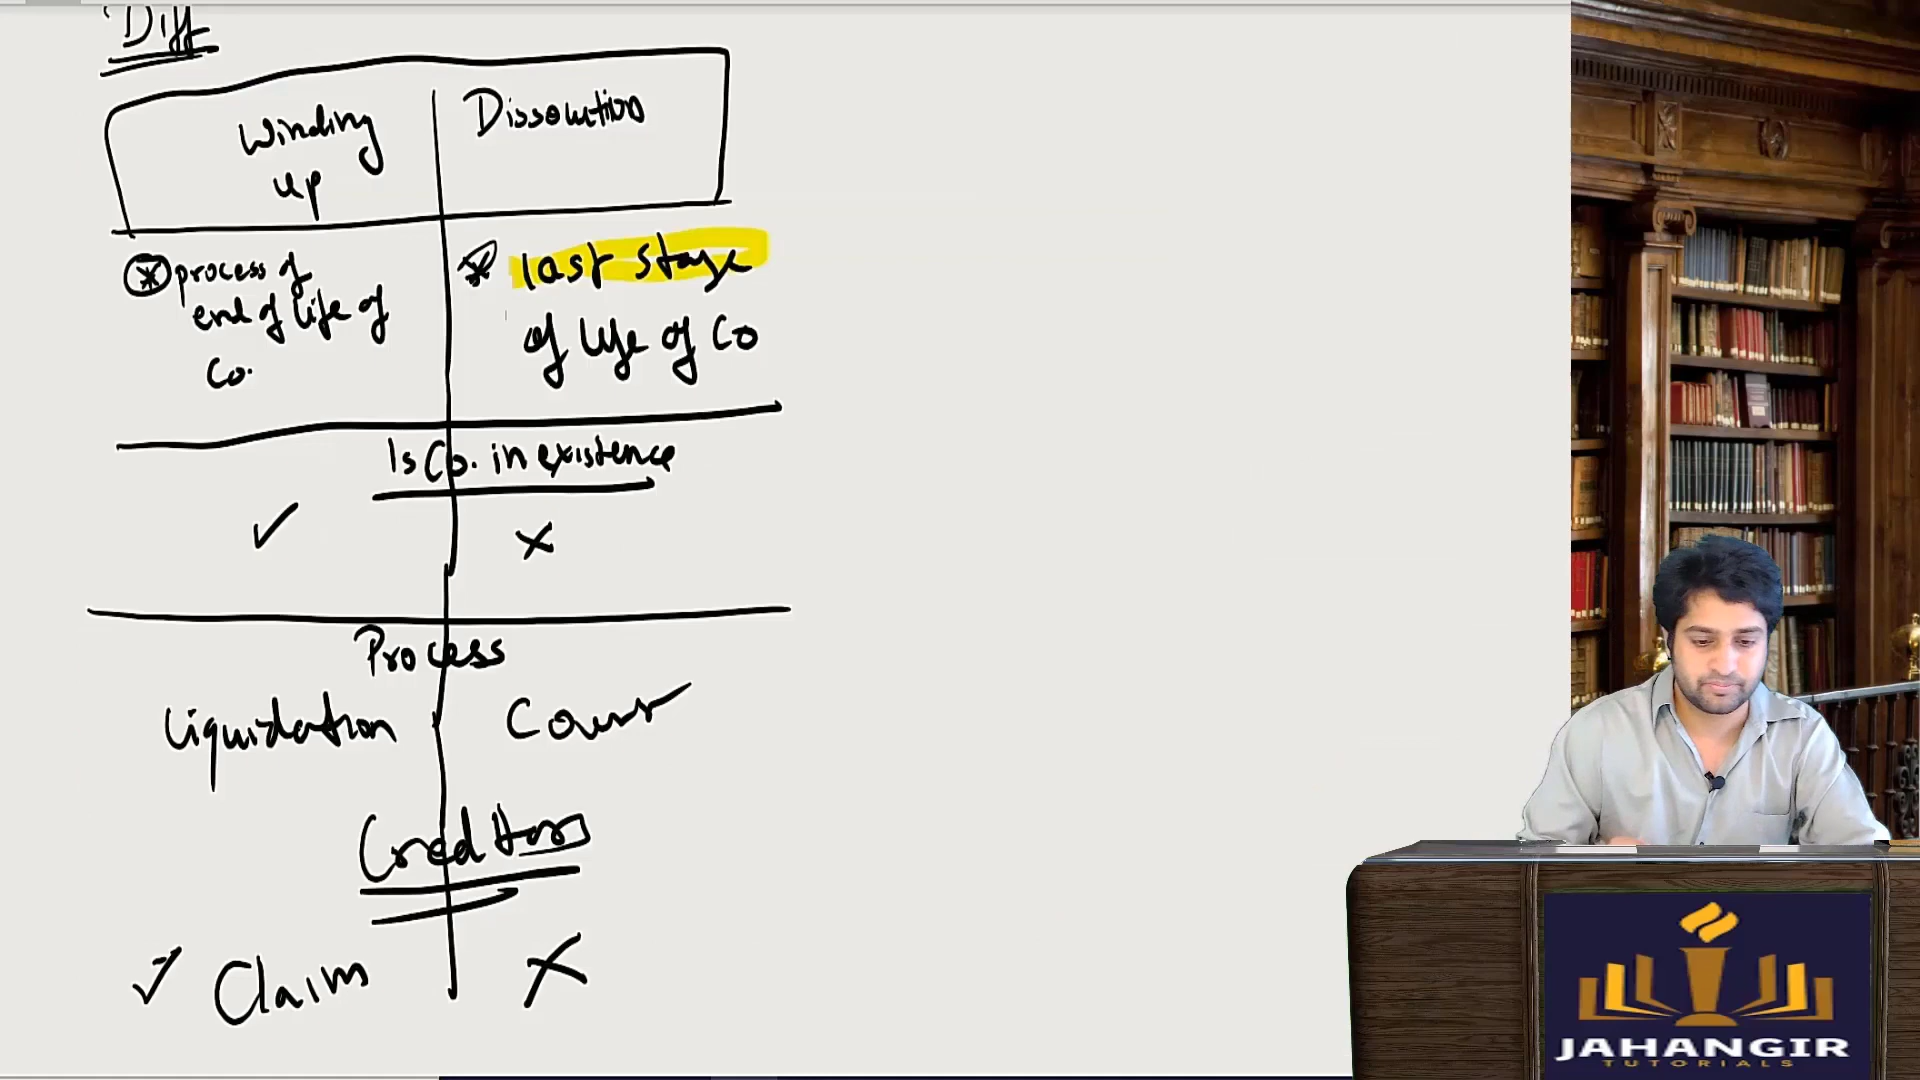 Diff
Winding up
Dissolution
process of end of life of Co.
last stage of life of Co
Is Co. in existence
✓
X
Process
Liquidation
Court
Creditors
✓ Claim
X
JAHANGIR
TUTORIALS